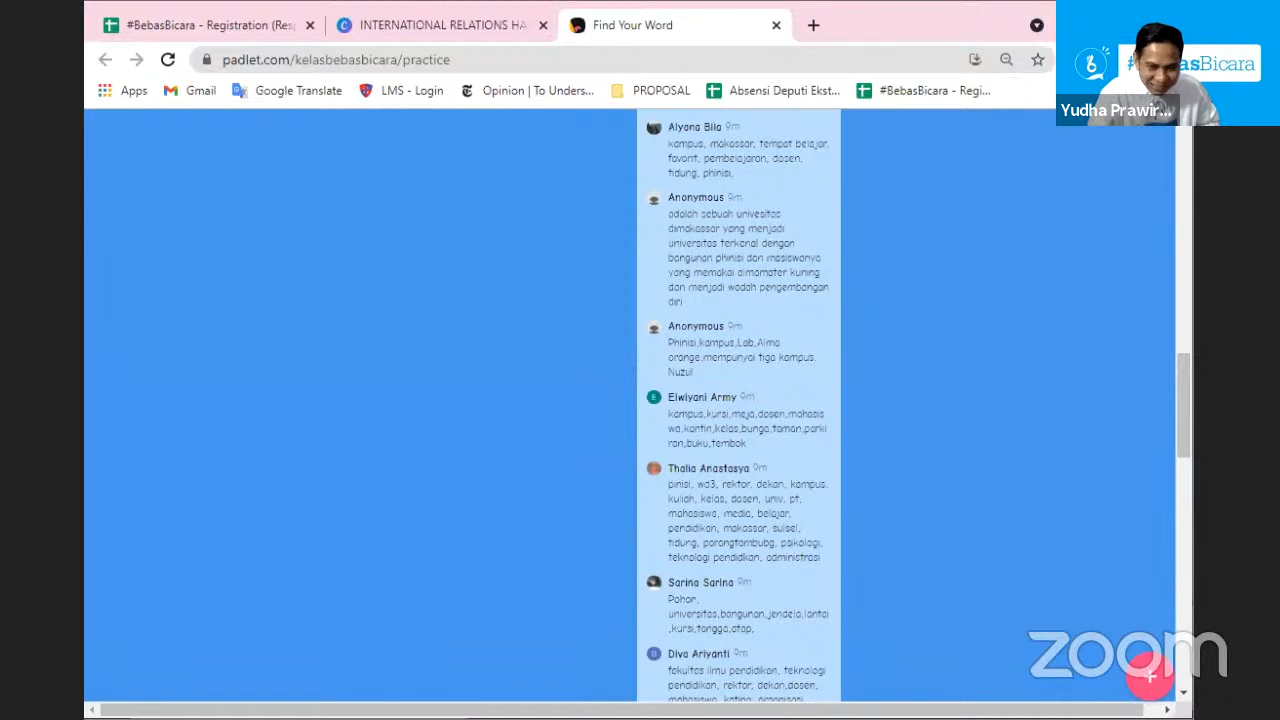 #BebasBicara - Registration (Res
INTERNATIONAL RELATIONS HA
Find Your Word
padlet.com/kelasbebasbicara/practice
Apps
Gmail
Google Translate
LMS - Login
Opinion | To Unders...
PROPOSAL
Absensi Deputi Ekst...
#BebasBicara - Regi...
Bicara
Yudha Prawir...
Alyana Bila 9m
kampus, makassar, tempat belajar,
favorit, pembelajaran, dosen,
tidung, phinisi,
Anonymous 9m
adalah sebuah univesitas
dimakassar yang menjadi
universitas terkenal dengan
bangunan phinisi dan masiswanya
yang memakai almamater kuning
dan menjadi wadah pengembangan
diri
Anonymous 9m
Phinisi,kampus,Lab,Alma
orange,mempunyai tiga kampus.
Nuzul
Elwiyani Army 9m
kampus,kursi,meja,dosen,mahasis
wa,kantin,kelas,bunga,taman,parki
ran,buku,tembok
Thalia Anastasya 9m
pinisi, wd3, rektor, dekan, kampus,
kuliah, kelas, dosen, univ, pt,
mahasiswa, media, belajar,
pendidikan, makassar, sulsel,
tidung, parangtambubg, psikologi,
teknologi pendidkan, administrasi
Sarina Sarina 9m
Pohon,
universitas,bangunan,jendela,lantai
,kursi,tangga,atap,
Diva Ariyanti 9m
fakultas ilmu pendidikan, teknologi
pendidikan, rektor, dekan,dosen,
mahasiswa,
zoom